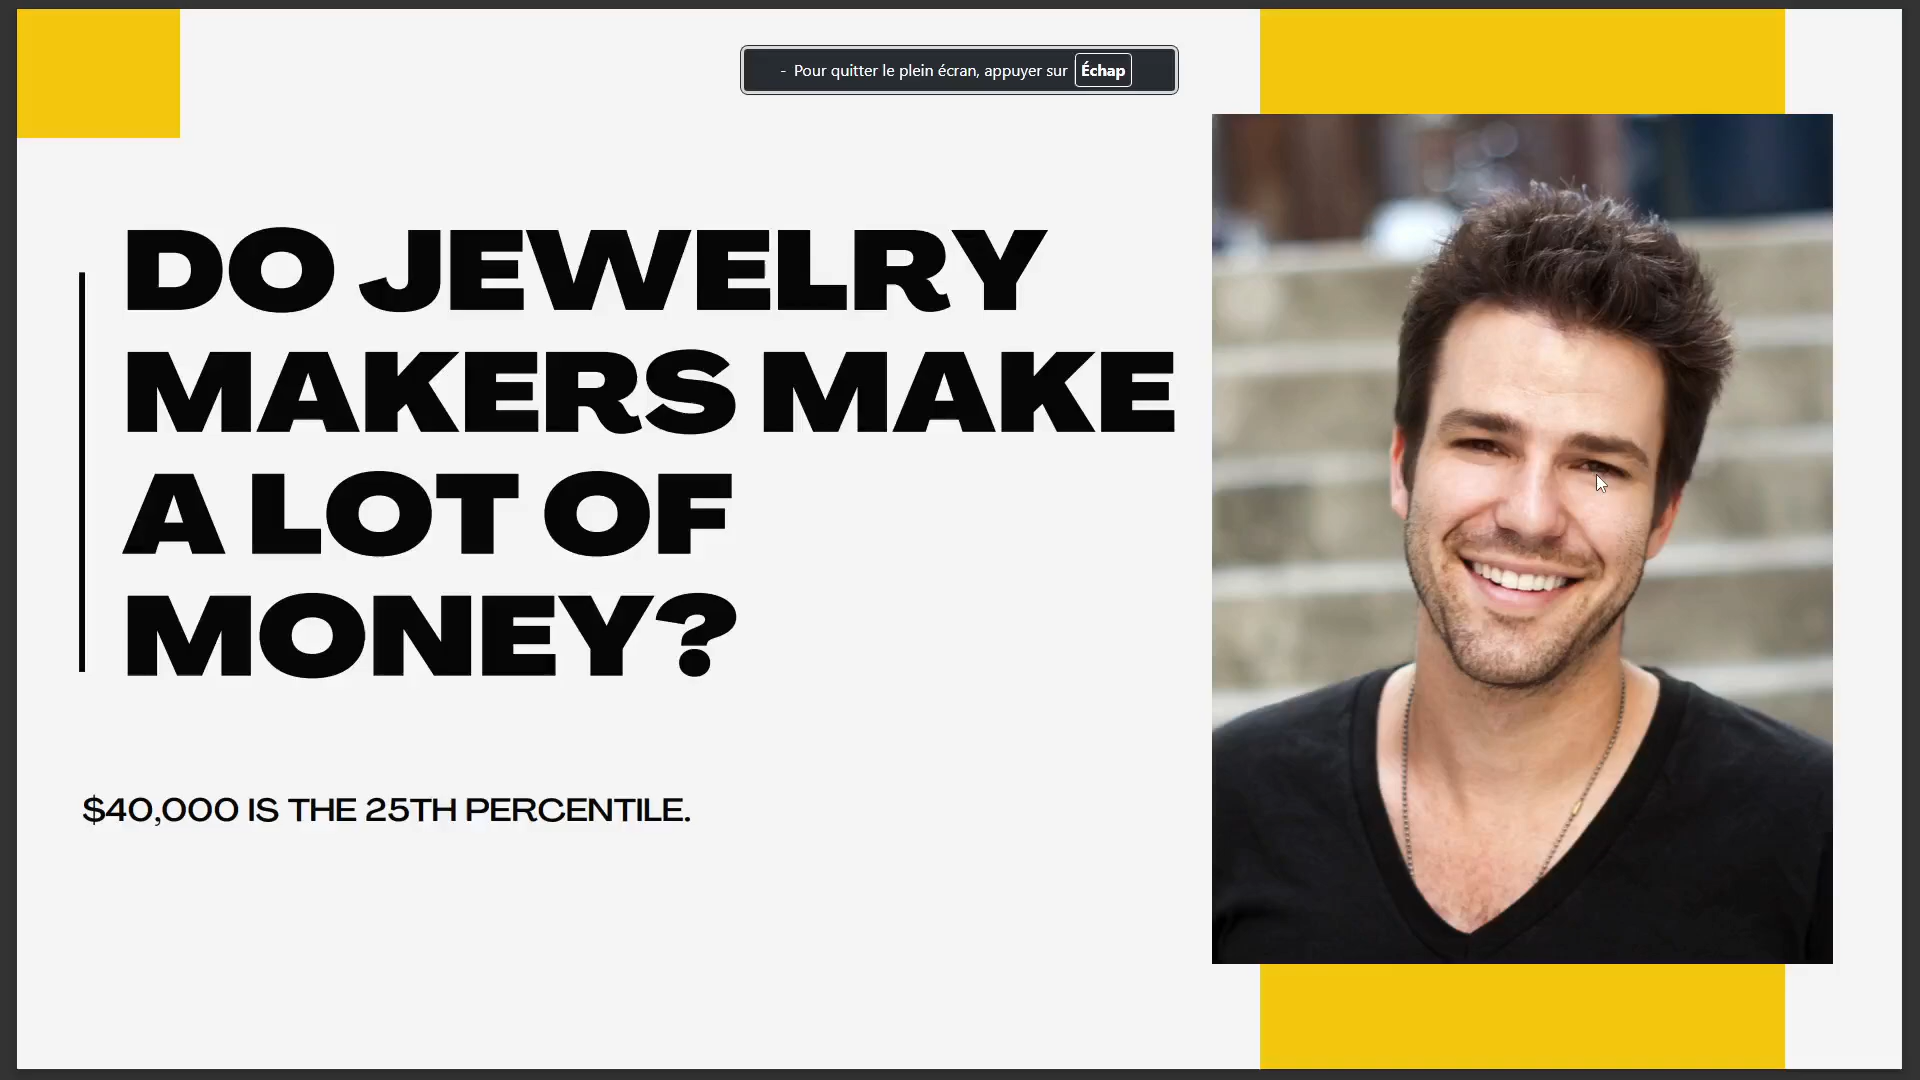 - Pour quitter le plein écran, appuyer sur Échap
DO JEWELRY
MAKERS MAKE
A LOT OF
MONEY?
$40,000 IS THE 25TH PERCENTILE.